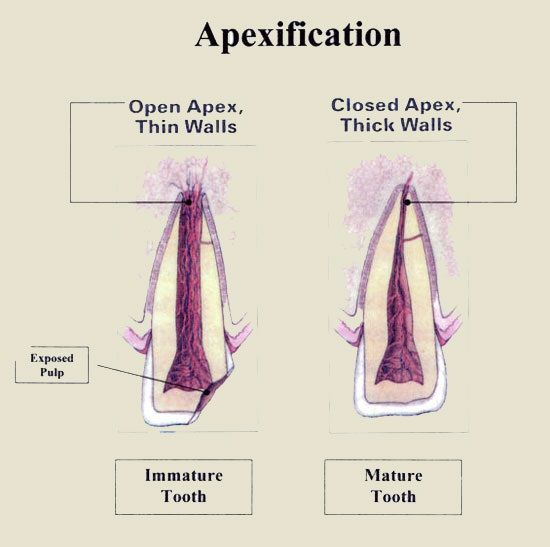 Apexification
Open Apex,
Thin Walls
Closed Apex,
Thick Walls
Exposed
Pulp
Immature
Tooth
Mature
Tooth